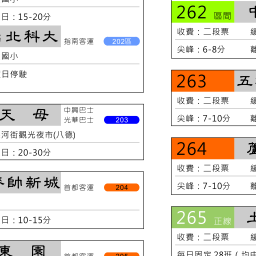 日：15-20分
北科大
指南客運
202區
國小
日停駛
天 母
中興巴士
光華巴士
203
河街觀光夜市(八德)
日：20-30分
帥新城
首都客運
204
日：10-15分
東 園
首都客運
262 區間
收費：二段票
尖峰：6-8分
263
收費：二段票
尖峰：7-10分
264
收費：二段票
尖峰：7-10分
265 正線
收費：二段票
每日固定28班